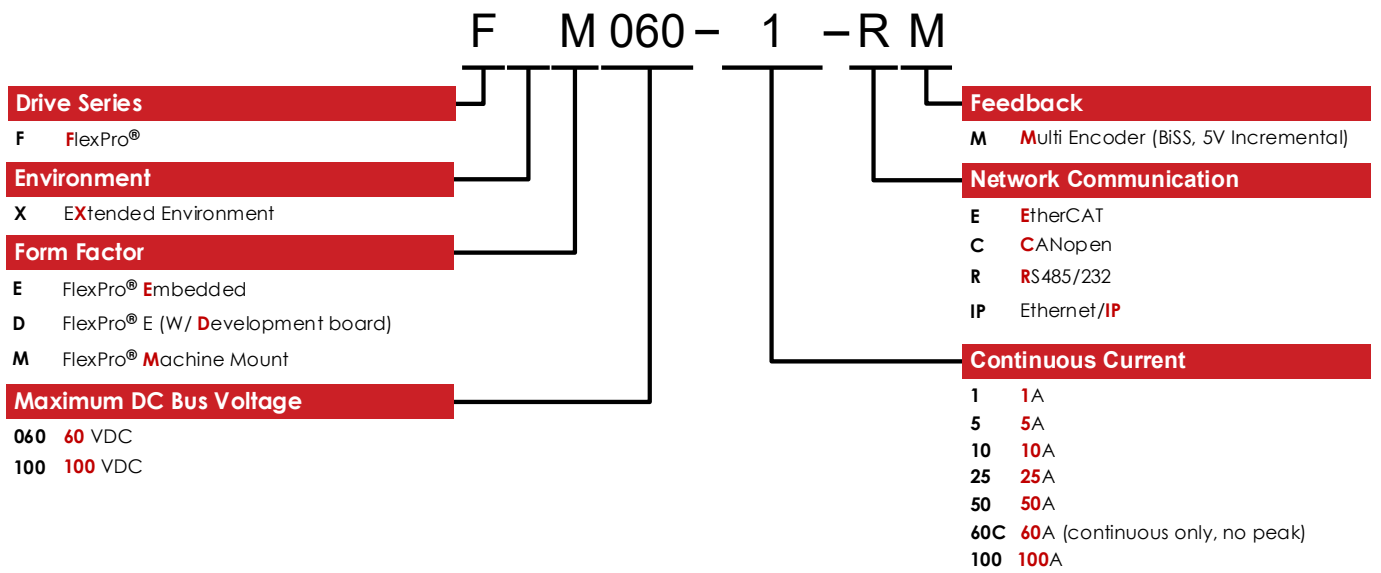 F M 060 – 1 – R M
Drive Series
F FlexPro®
Environment
X EXtended Environment
Form Factor
E FlexPro® Embedded
D FlexPro® E (W/ Development board)
M FlexPro® Machine Mount
Maximum DC Bus Voltage
060 60 VDC
100 100 VDC
Feedback
M Multi Encoder (BiSS, 5V Incremental)
Network Communication
E EtherCAT
C CANopen
R RS485/232
IP Ethernet/IP
Continuous Current
1 1A
5 5A
10 10A
25 25A
50 50A
60C 60A (continuous only, no peak)
100 100A